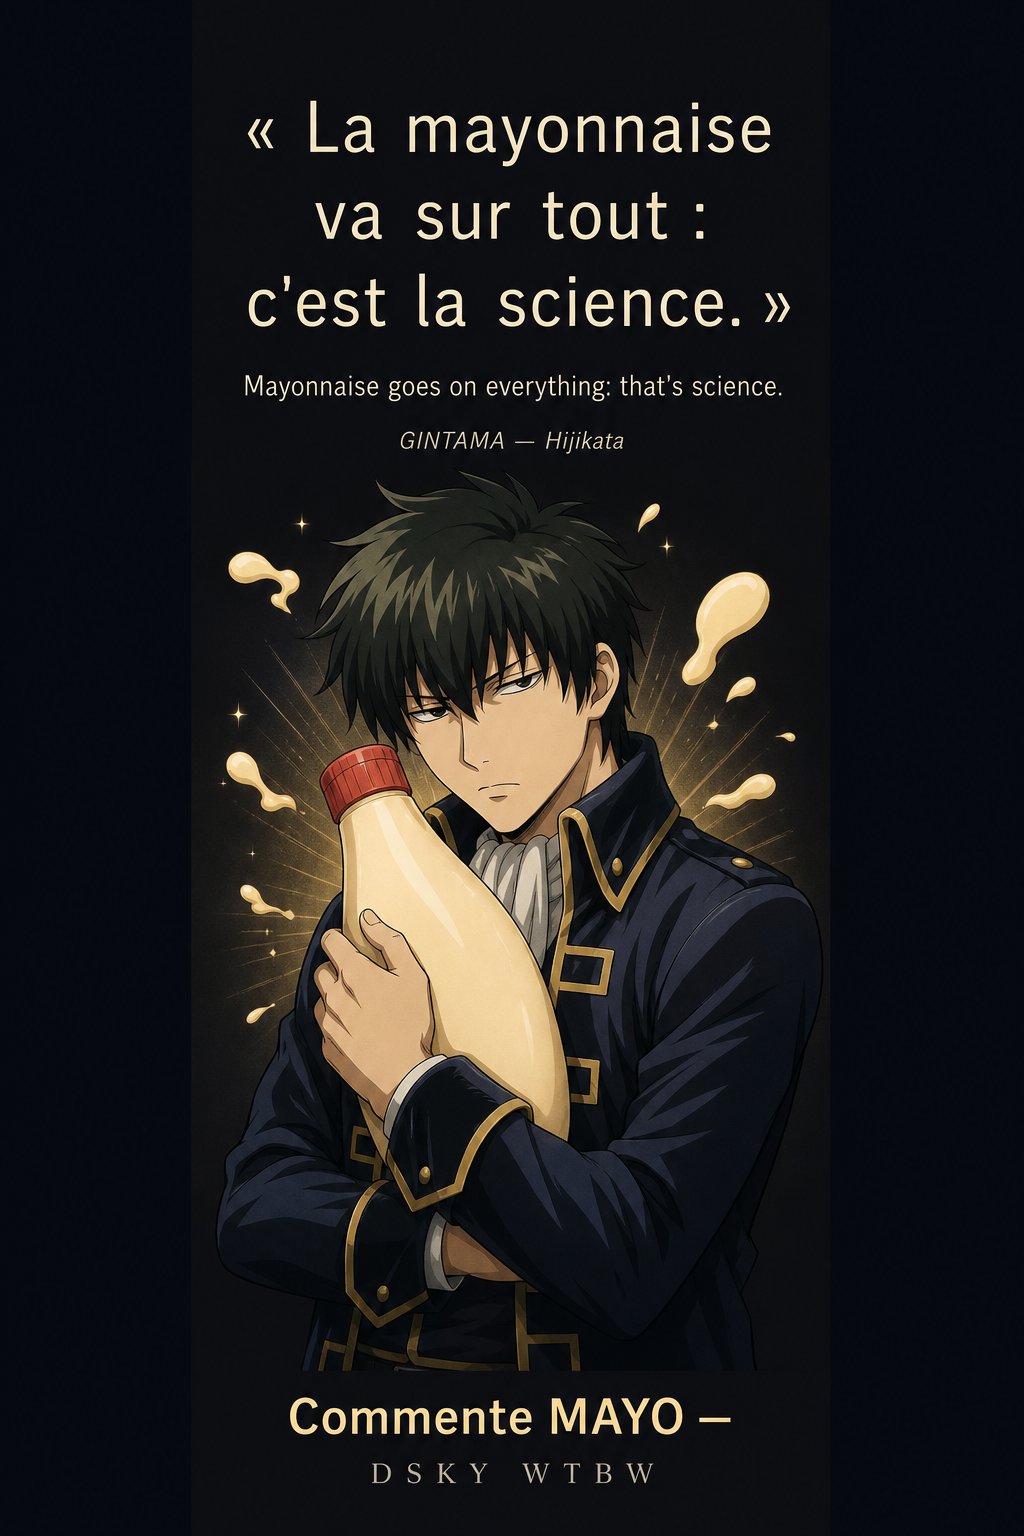 « La mayonnaise
va sur tout :
c'est la science. »
Mayonnaise goes on everything: that's science.
GINTAMA — Hijikata
Commente MAYO —
DSKY WTBW